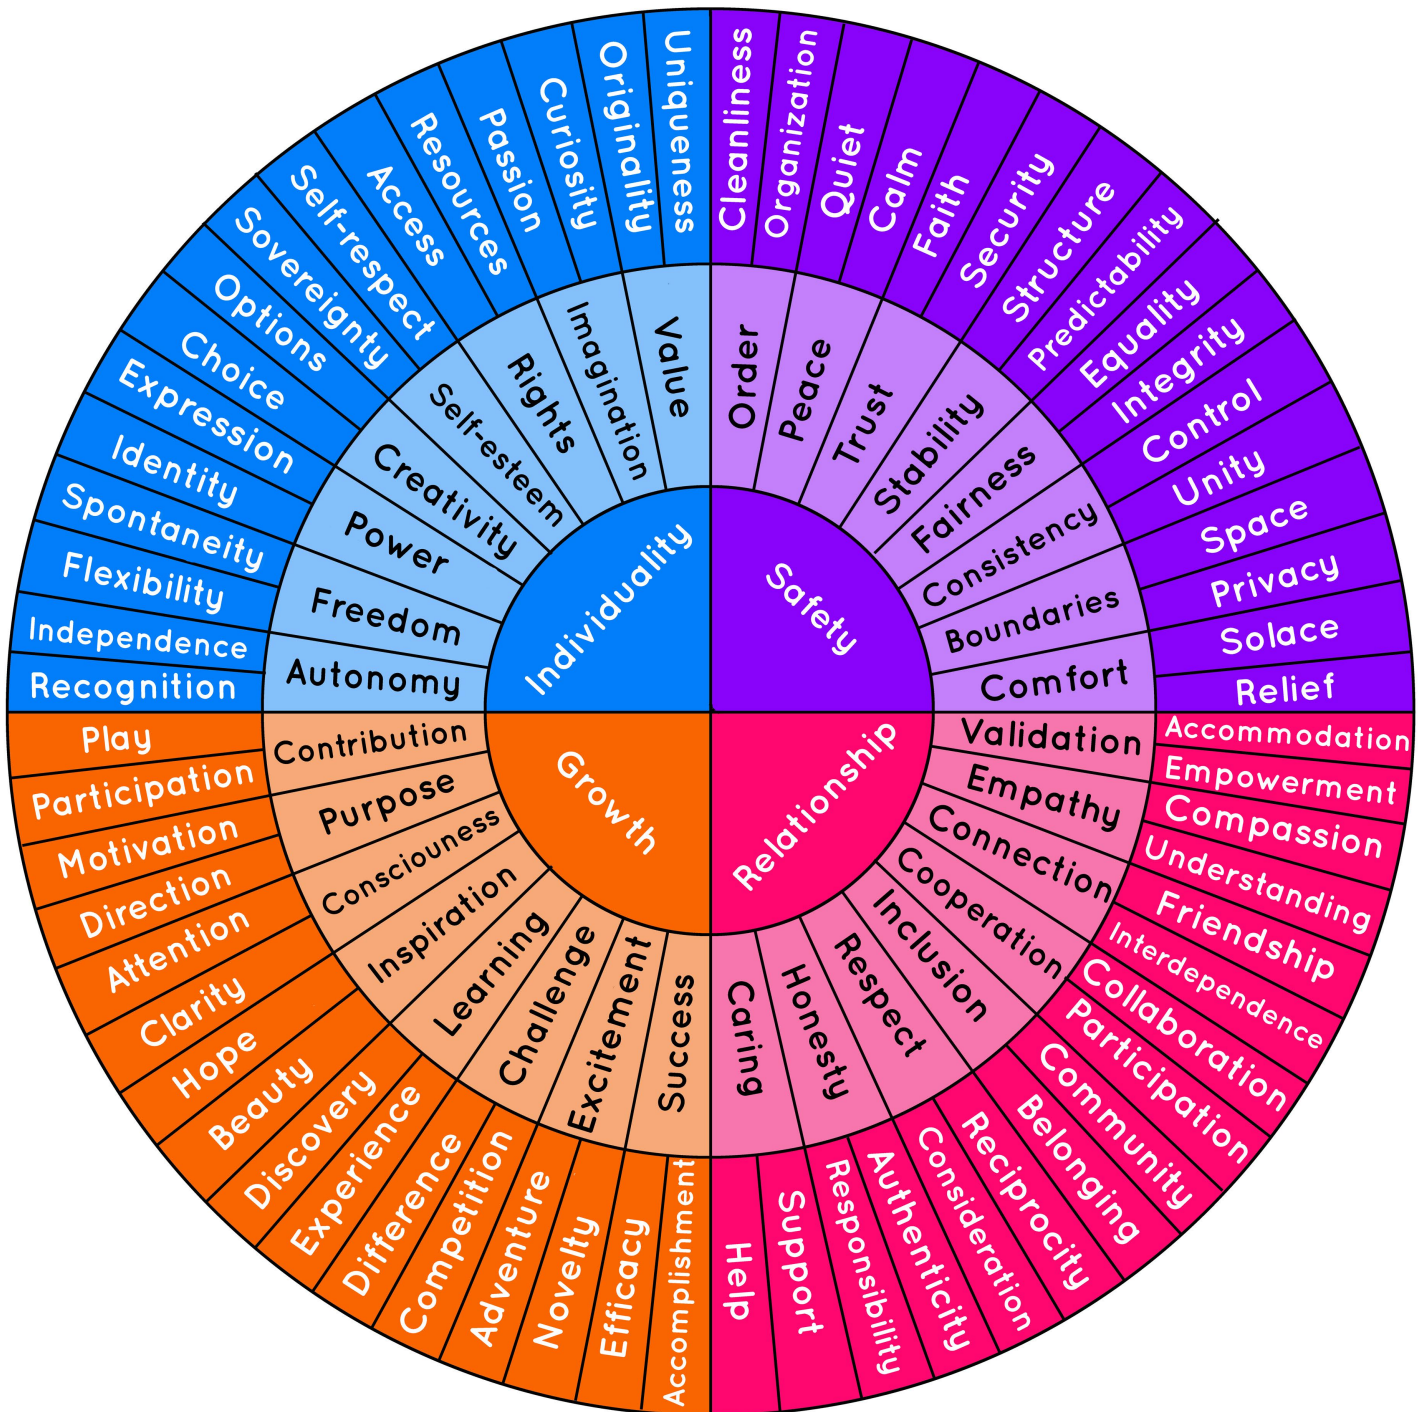 Individuality
Safety
Relationship
Growth
Order
Peace
Trust
Stability
Fairness
Consistency
Boundaries
Comfort
Validation
Empathy
Connection
Cooperation
Inclusion
Respect
Honesty
Caring
Success
Excitement
Challenge
Learning
Inspiration
Consciousness
Purpose
Contribution
Autonomy
Freedom
Power
Creativity
Self-esteem
Rights
Imagination
Value
Cleanliness
Organization
Quiet
Calm
Faith
Security
Structure
Predictability
Equality
Integrity
Control
Unity
Space
Privacy
Solace
Relief
Accommodation
Empowerment
Compassion
Understanding
Friendship
Interdependence
Collaboration
Participation
Community
Belonging
Reciprocity
Consideration
Authenticity
Responsibility
Support
Help
Accomplishment
Efficacy
Novelty
Adventure
Competition
Difference
Experience
Discovery
Beauty
Hope
Clarity
Attention
Direction
Motivation
Participation
Play
Recognition
Independence
Flexibility
Spontaneity
Identity
Expression
Choice
Options
Sovereignty
Self-respect
Access
Resources
Passion
Curiosity
Originality
Uniqueness